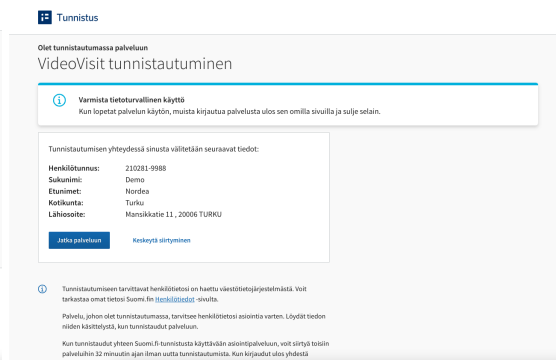 Tunnistus
Olet tunnistautumassa palveluun
VideoVisit tunnistautuminen
Varmista tietoturvallinen käyttö
Kun lopetat palvelun käytön, muista kirjautua palvelusta ulos sen omilla sivuilla ja sulje selain.
Tunnistautumisen yhteydessä sinusta välitetään seuraavat tiedot:
Henkilötunnus: 210281-9988
Sukunimi: Demo
Etunimet: Nordea
Kotikunta: Turku
Lähiosoite: Mansikkatie 11 , 20006 TURKU
Jatka palveluun Keskeytä siirtyminen
Tunnistautumiseen tarvittavat henkilötietosi on haettu väestötietojärjestelmästä. Voit
tarkastaa omat tietosi Suomi.fin Henkilötiedot -sivulta.
Palvelu, johon olet tunnistautumassa, tarvitsee henkilötietosi asiointia varten. Löydät tiedon
niiden käsittelystä, kun tunnistaudut palveluun.
Kun tunnistaudut yhteen Suomi.fi-tunnistusta käyttävään asiointipalveluun, voit siirtyä toisiin
palveluihin 32 minuutin ajan ilman uutta tunnistautumista. Kun kirjaudut ulos yhdestä